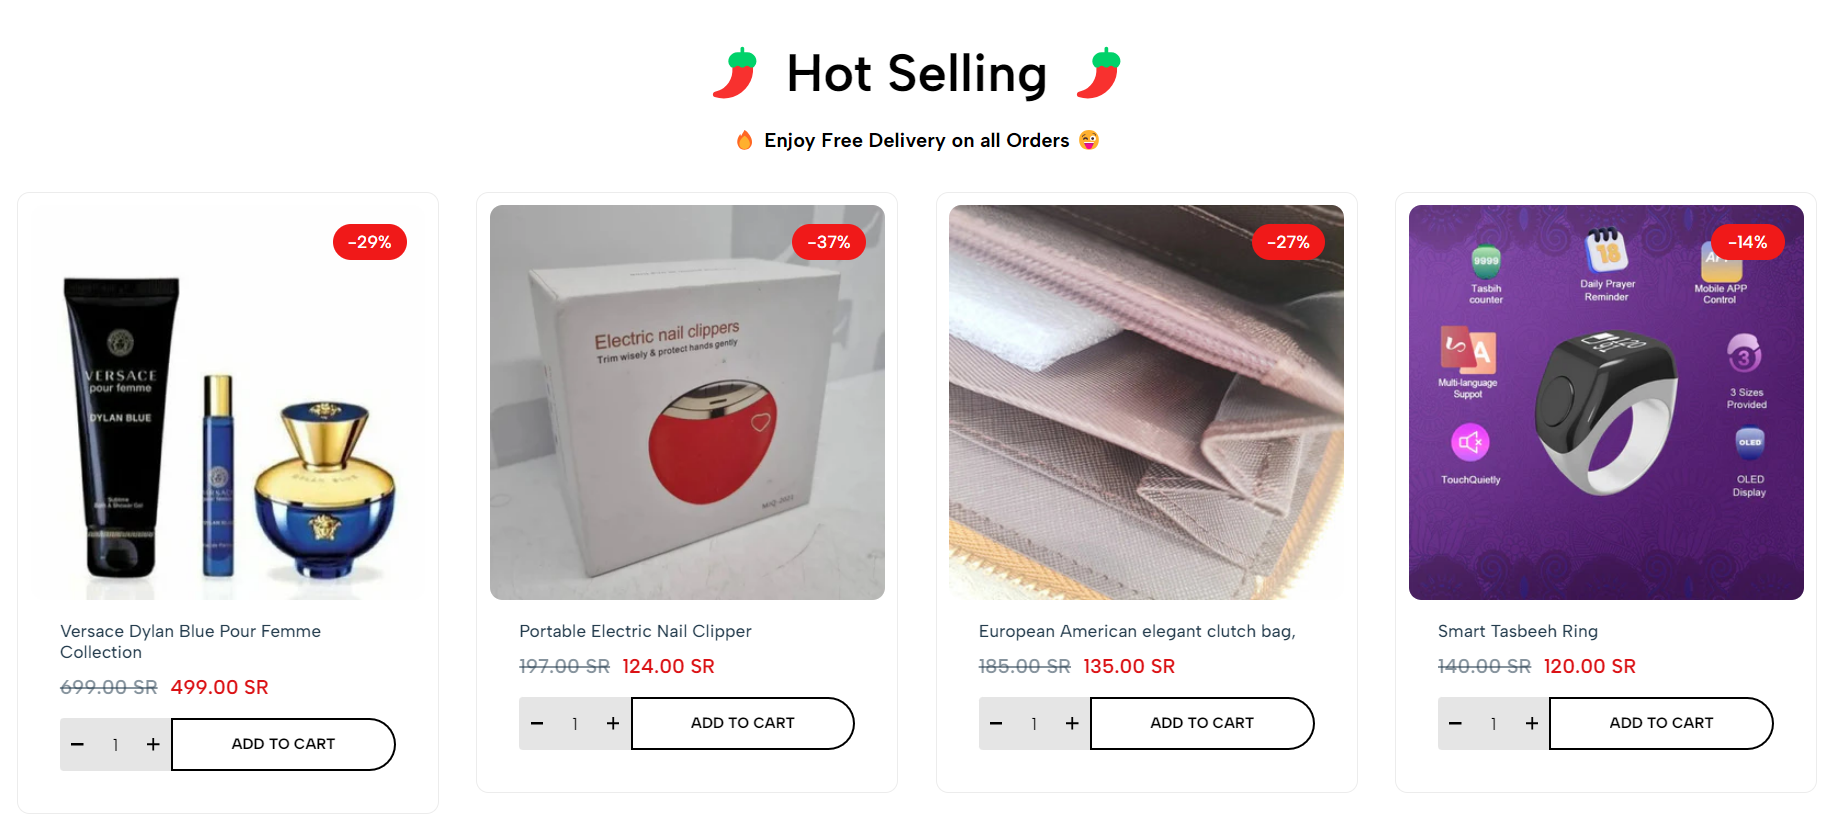 Hot Selling
Enjoy Free Delivery on all Orders
-29%
VERSACE
pour femme
DYLAN BLUE
Versace Dylan Blue Pour Femme
Collection
699.00 SR 499.00 SR
1
ADD TO CART
-37%
Electric nail clippers
Trim wisely & protect hands gently
Portable Electric Nail Clipper
197.00 SR 124.00 SR
1
ADD TO CART
-27%
European American elegant clutch bag,
185.00 SR 135.00 SR
1
ADD TO CART
-14%
9999
Tasbih
counter
18
Daily Prayer
Reminder
Mobile APP
Control
A
Multi-language
Suppot
3
3 Sizes
Provided
TouchQuietly
OLED
OLED
Display
Smart Tasbeeh Ring
140.00 SR 120.00 SR
1
ADD TO CART